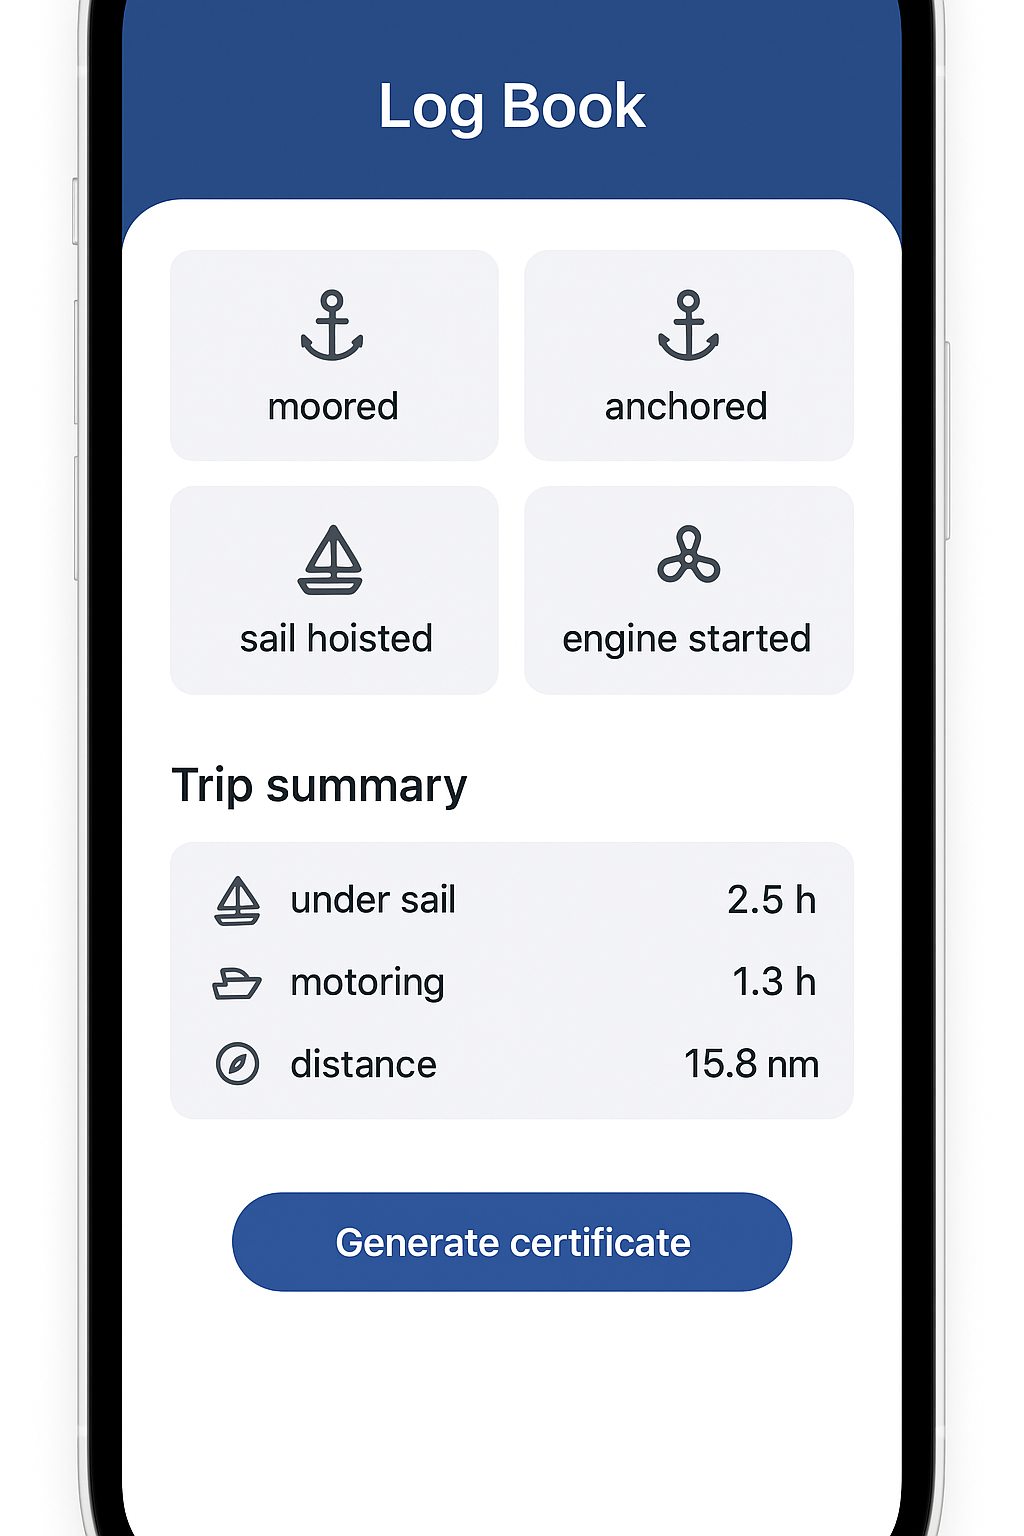 Log Book
moored
anchored
sail hoisted
engine started
Trip summary
under sail 2.5 h
motoring 1.3 h
distance 15.8 nm
Generate certificate